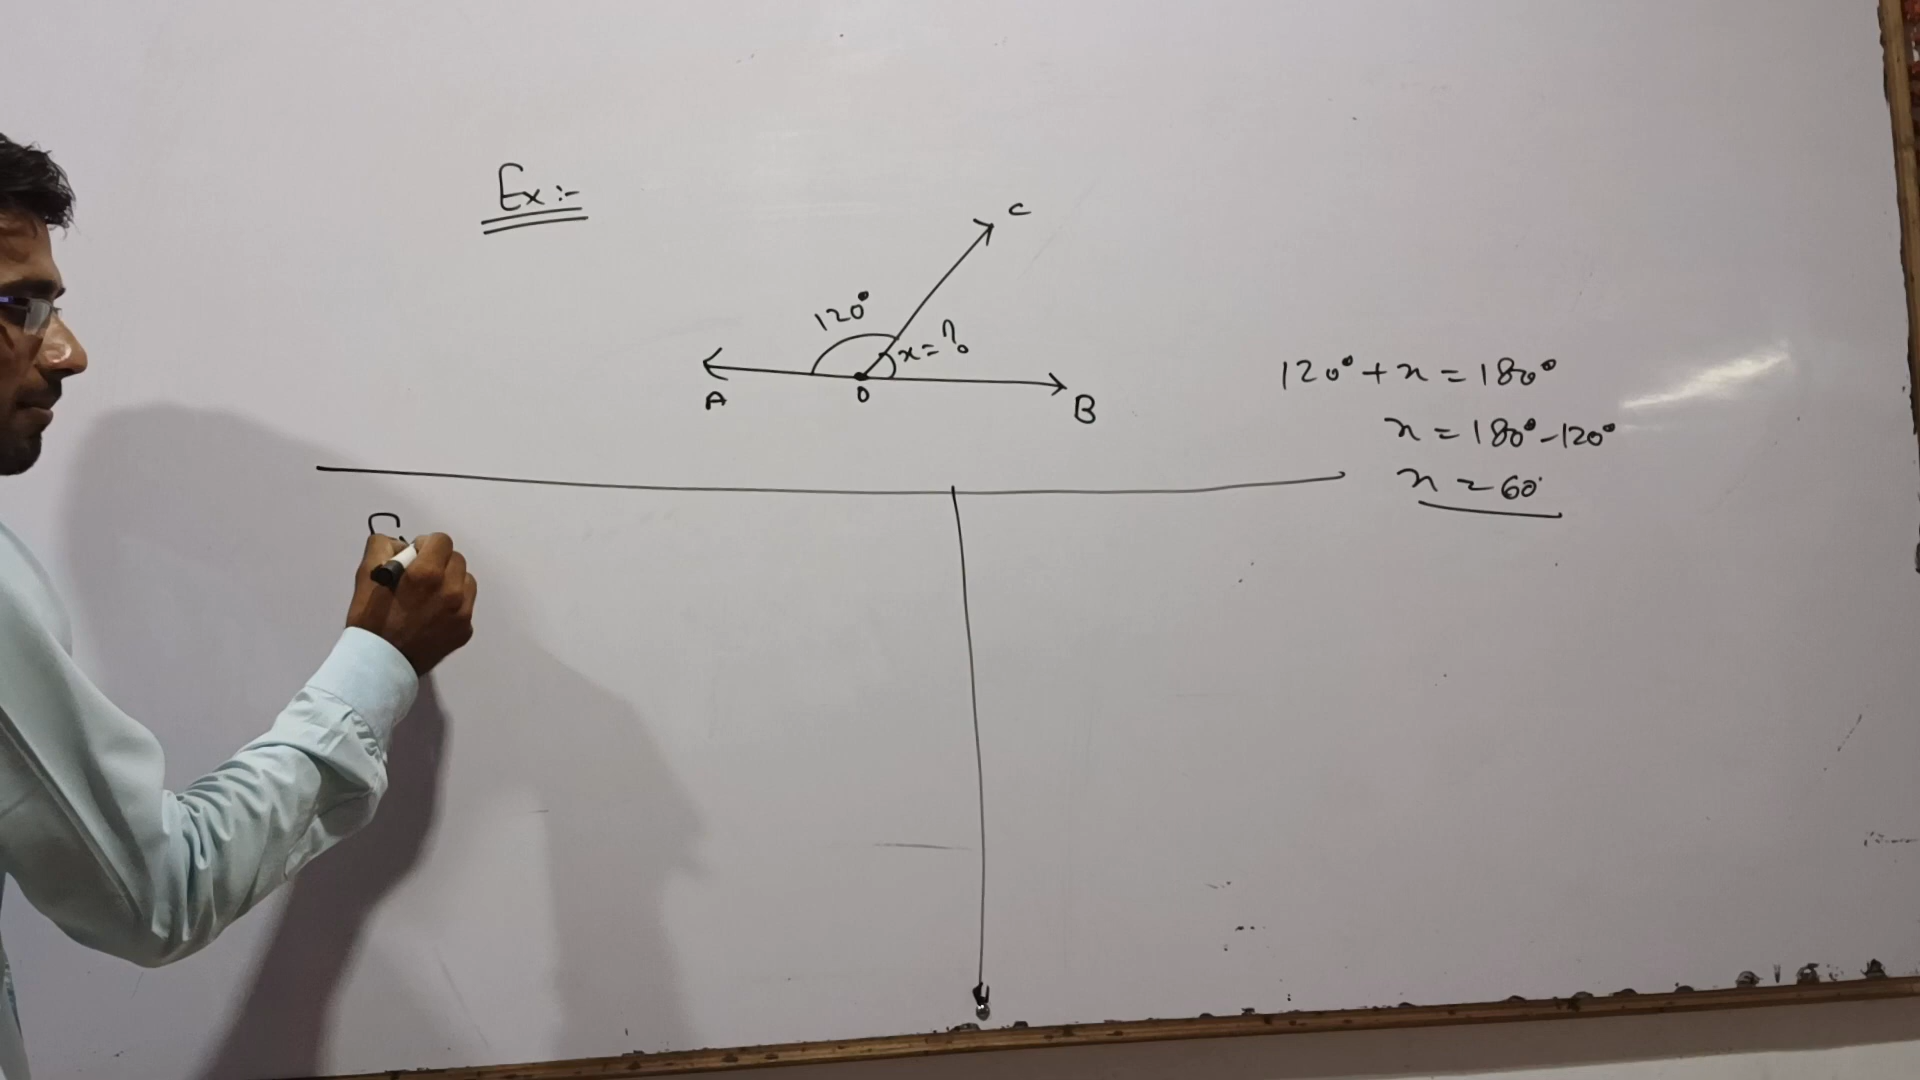 Ex :-
C
120°
x = ?
A
O
B
120° + x = 180°
x = 180° - 120°
x = 60°